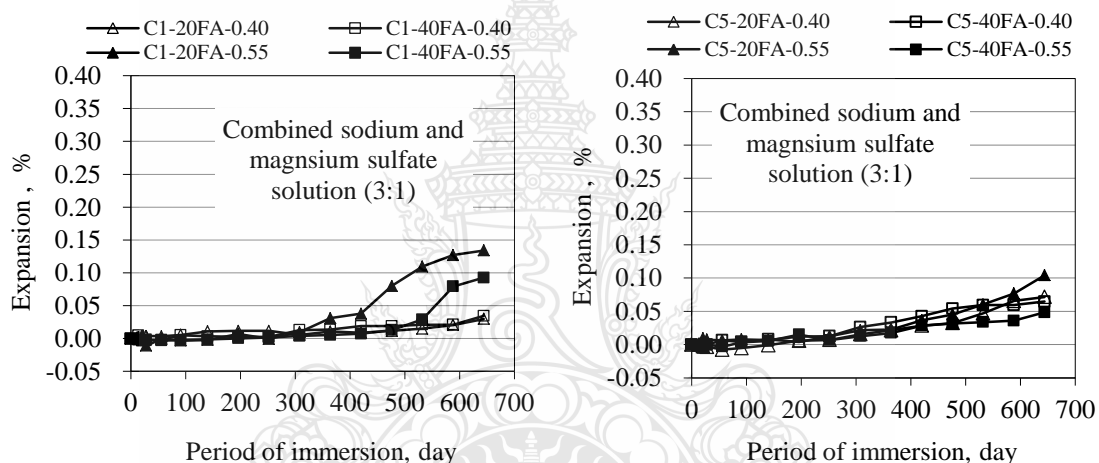 C1-20FA-0.40 C1-40FA-0.40
C1-20FA-0.55 C1-40FA-0.55
0.40
0.35
0.30
0.25
0.20
0.15
0.10
0.05
0.00
-0.05
Expansion , %
Combined sodium and
magnsium sulfate
solution (3:1)
0 100 200 300 400 500 600 700
Period of immersion, day
C5-20FA-0.40 C5-40FA-0.40
C5-20FA-0.55 C5-40FA-0.55
0.40
0.35
0.30
0.25
0.20
0.15
0.10
0.05
0.00
-0.05
Expansion , %
Combined sodium and
magnsium sulfate
solution (3:1)
0 100 200 300 400 500 600 700
Period of immersion, day